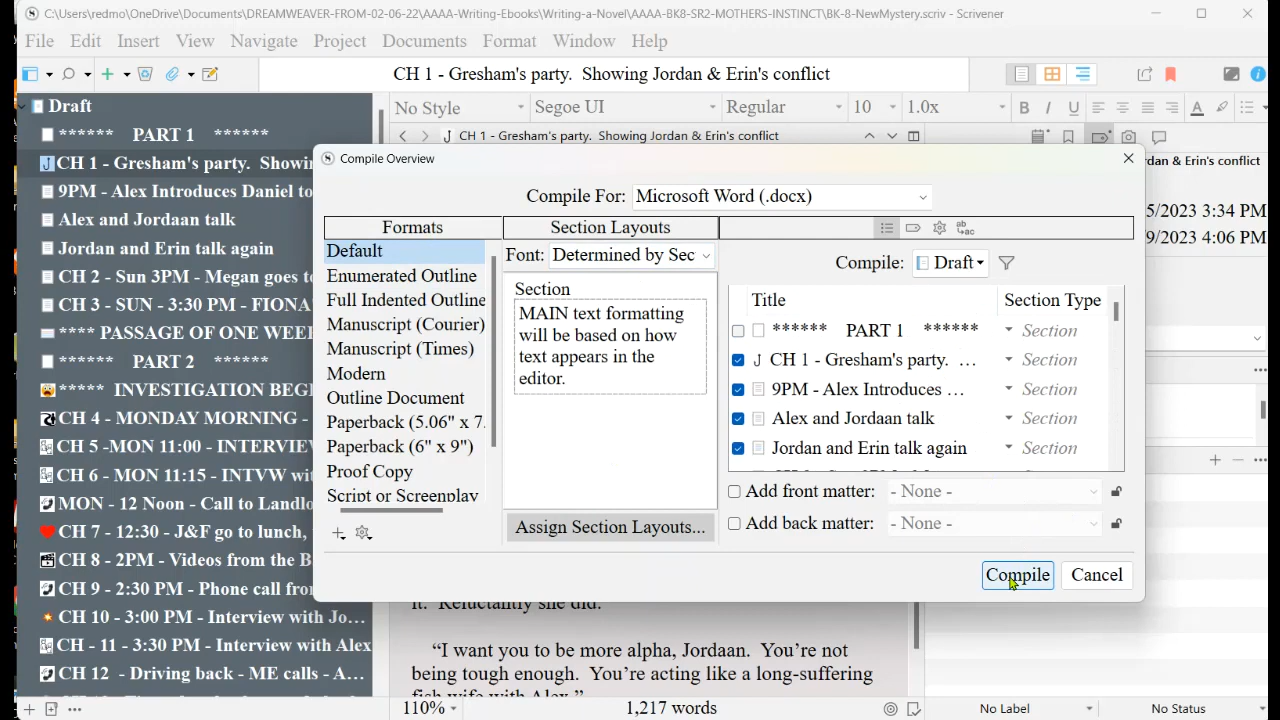 C:\Users\redmo\OneDrive\Documents\DREAMWEAVER-FROM-02-06-22\AAAA-Writing-Ebooks\Writing-a-Novel\AAAA-BK8-SR2-MOTHERS-INSTINCT\BK-8-NewMystery.scriv - Scrivener
File Edit Insert View Navigate Project Documents Format Window Help
CH 1 - Gresham's party. Showing Jordan & Erin's conflict
Draft
No Style Segoe UI Regular 10 1.0x B I U A
****** PART 1 ******
CH 1 - Gresham's party. Showing Jordan & Erin's conflict
CH 1 - Gresham's party. Showin
dan & Erin's conflict
9PM - Alex Introduces Daniel to
Alex and Jordaan talk
5/2023 3:34 PM
Jordan and Erin talk again
9/2023 4:06 PM
CH 2 - Sun 3PM - Megan goes to
CH 3 - SUN - 3:30 PM - FIONA
**** PASSAGE OF ONE WEE
****** PART 2 ******
***** INVESTIGATION BEG
CH 4 - MONDAY MORNING -
CH 5 -MON 11:00 - INTERVIE
CH 6 - MON 11:15 - INTVW wit
MON - 12 Noon - Call to Landlo
CH 7 - 12:30 - J&F go to lunch,
CH 8 - 2PM - Videos from the B
CH 9 - 2:30 PM - Phone call fro
CH 10 - 3:00 PM - Interview with Jo...
CH - 11 - 3:30 PM - Interview with Alex
CH 12 - Driving back - ME calls - A...
Compile Overview
Compile For: Microsoft Word (.docx)
Formats
Default
Enumerated Outline
Full Indented Outline
Manuscript (Courier)
Manuscript (Times)
Modern
Outline Document
Paperback (5.06" x 7.
Paperback (6" x 9")
Proof Copy
Script or Screenplay
Section Layouts
Font: Determined by Sec
Section
MAIN text formatting
will be based on how
text appears in the
editor.
Assign Section Layouts...
Compile: Draft
Title Section Type
****** PART 1 ****** Section
CH 1 - Gresham's party. ... Section
9PM - Alex Introduces ... Section
Alex and Jordaan talk Section
Jordan and Erin talk again Section
Add front matter: - None -
Add back matter: - None -
Compile Cancel
it. Reluctantly she did.
“I want you to be more alpha, Jordaan. You’re not
being tough enough. You’re acting like a long-suffering
fish wife with Alex.”
110% 1,217 words No Label No Status